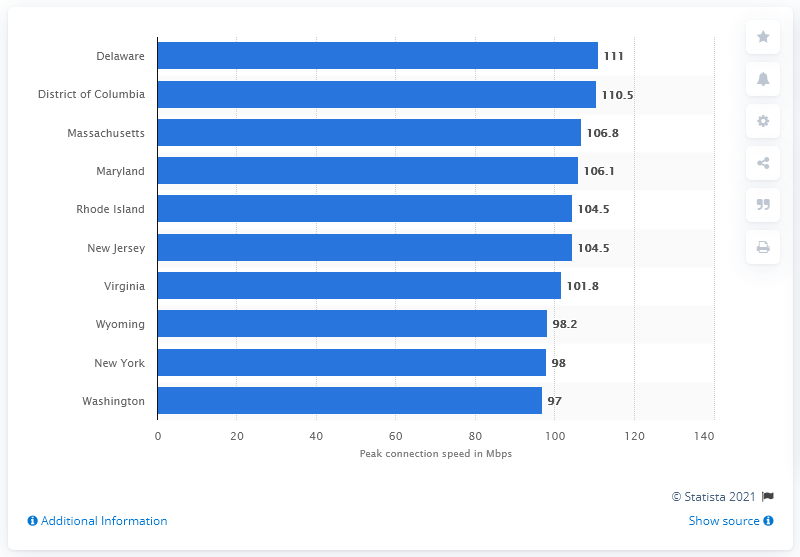 Delaware 111
District of Columbia 110.5
Massachusetts 106.8
Maryland 106.1
Rhode Island 104.5
New Jersey 104.5
Virginia 101.8
Wyoming 98.2
New York 98
Washington 97
0 20 40 60 80 100 120 140
Peak connection speed in Mbps
© Statista 2021
Additional Information Show source